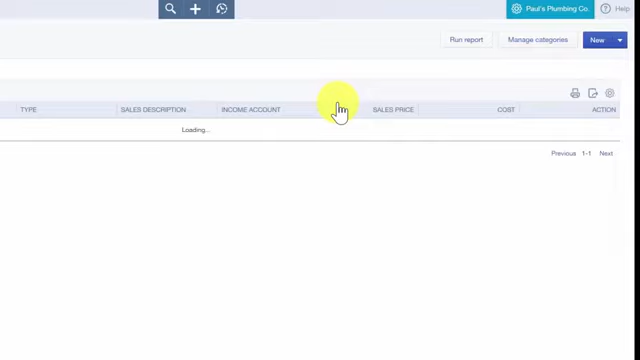 Paul's Plumbing Co. Help
Run report Manage categories New
TYPE SALES DESCRIPTION INCOME ACCOUNT SALES PRICE COST ACTION
Loading...
Previous 1-1 Next